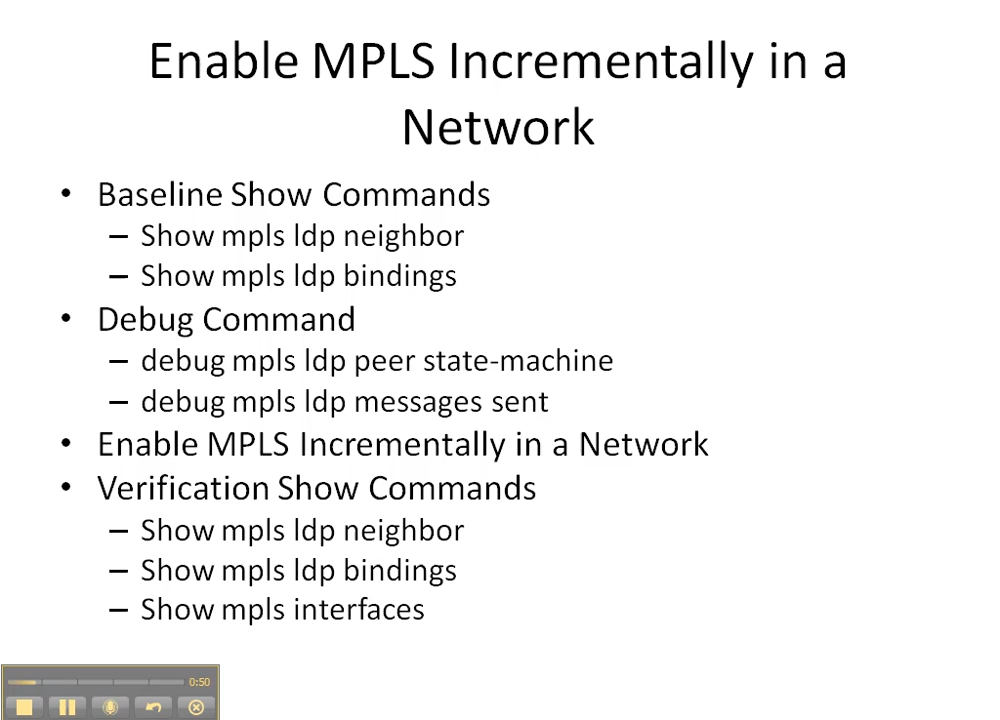 Enable MPLS Incrementally in a
Network
• Baseline Show Commands
– Show mpls ldp neighbor
– Show mpls ldp bindings
• Debug Command
– debug mpls ldp peer state-machine
– debug mpls ldp messages sent
• Enable MPLS Incrementally in a Network
• Verification Show Commands
– Show mpls ldp neighbor
– Show mpls ldp bindings
– Show mpls interfaces
0:50